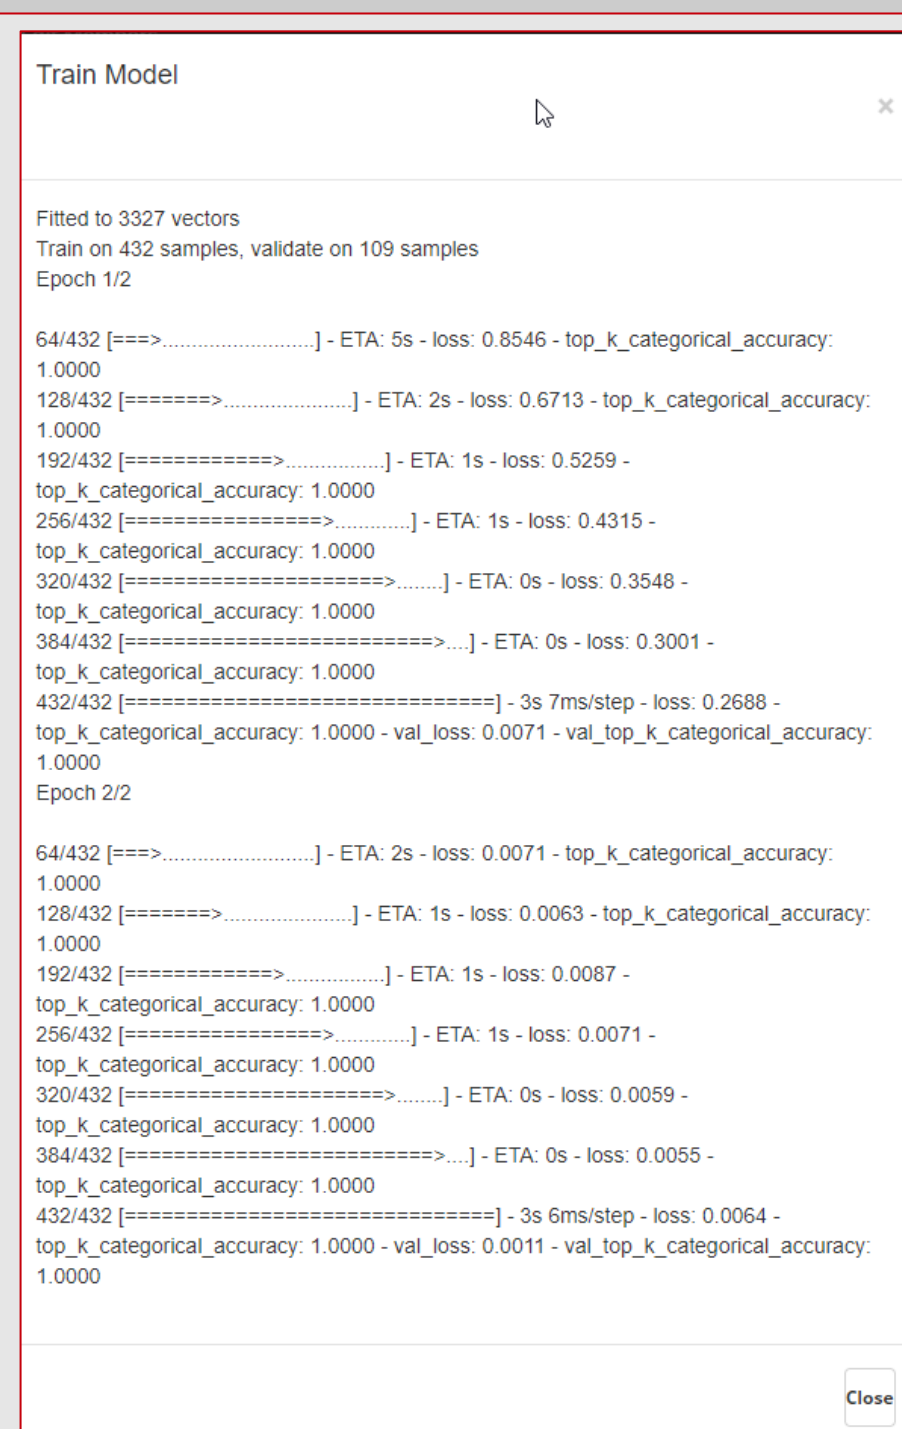 Train Model
×
Fitted to 3327 vectors
Train on 432 samples, validate on 109 samples
Epoch 1/2
64/432 [===>..........................] - ETA: 5s - loss: 0.8546 - top_k_categorical_accuracy:
1.0000
128/432 [=======>......................] - ETA: 2s - loss: 0.6713 - top_k_categorical_accuracy:
1.0000
192/432 [============>.................] - ETA: 1s - loss: 0.5259 -
top_k_categorical_accuracy: 1.0000
256/432 [================>.............] - ETA: 1s - loss: 0.4315 -
top_k_categorical_accuracy: 1.0000
320/432 [=====================>........] - ETA: 0s - loss: 0.3548 -
top_k_categorical_accuracy: 1.0000
384/432 [=========================>....] - ETA: 0s - loss: 0.3001 -
top_k_categorical_accuracy: 1.0000
432/432 [==============================] - 3s 7ms/step - loss: 0.2688 -
top_k_categorical_accuracy: 1.0000 - val_loss: 0.0071 - val_top_k_categorical_accuracy:
1.0000
Epoch 2/2
64/432 [===>..........................] - ETA: 2s - loss: 0.0071 - top_k_categorical_accuracy:
1.0000
128/432 [=======>......................] - ETA: 1s - loss: 0.0063 - top_k_categorical_accuracy:
1.0000
192/432 [============>.................] - ETA: 1s - loss: 0.0087 -
top_k_categorical_accuracy: 1.0000
256/432 [================>.............] - ETA: 1s - loss: 0.0071 -
top_k_categorical_accuracy: 1.0000
320/432 [=====================>........] - ETA: 0s - loss: 0.0059 -
top_k_categorical_accuracy: 1.0000
384/432 [=========================>....] - ETA: 0s - loss: 0.0055 -
top_k_categorical_accuracy: 1.0000
432/432 [==============================] - 3s 6ms/step - loss: 0.0064 -
top_k_categorical_accuracy: 1.0000 - val_loss: 0.0011 - val_top_k_categorical_accuracy:
1.0000
Close